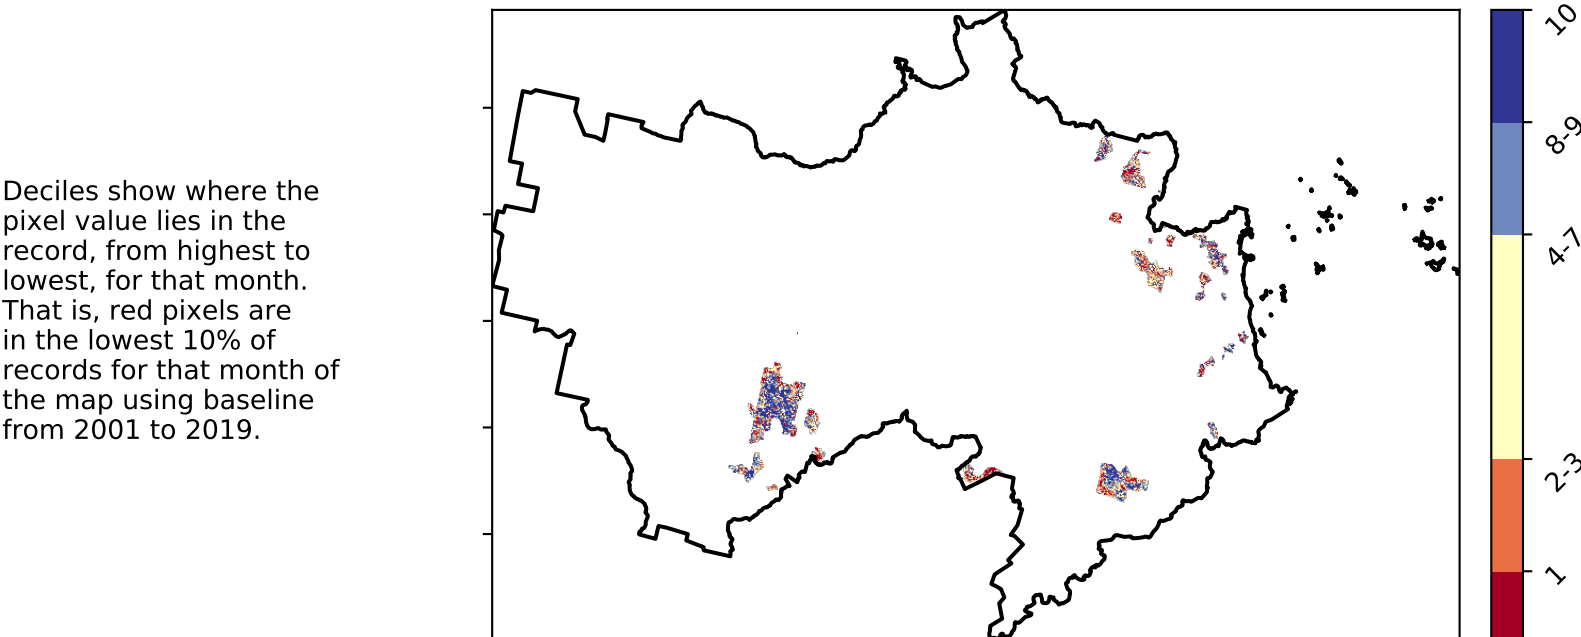 Deciles show where the
pixel value lies in the
record, from highest to
lowest, for that month.
That is, red pixels are
in the lowest 10% of
records for that month of
the map using baseline
from 2001 to 2019.
10
8-9
4-7
2-3
1